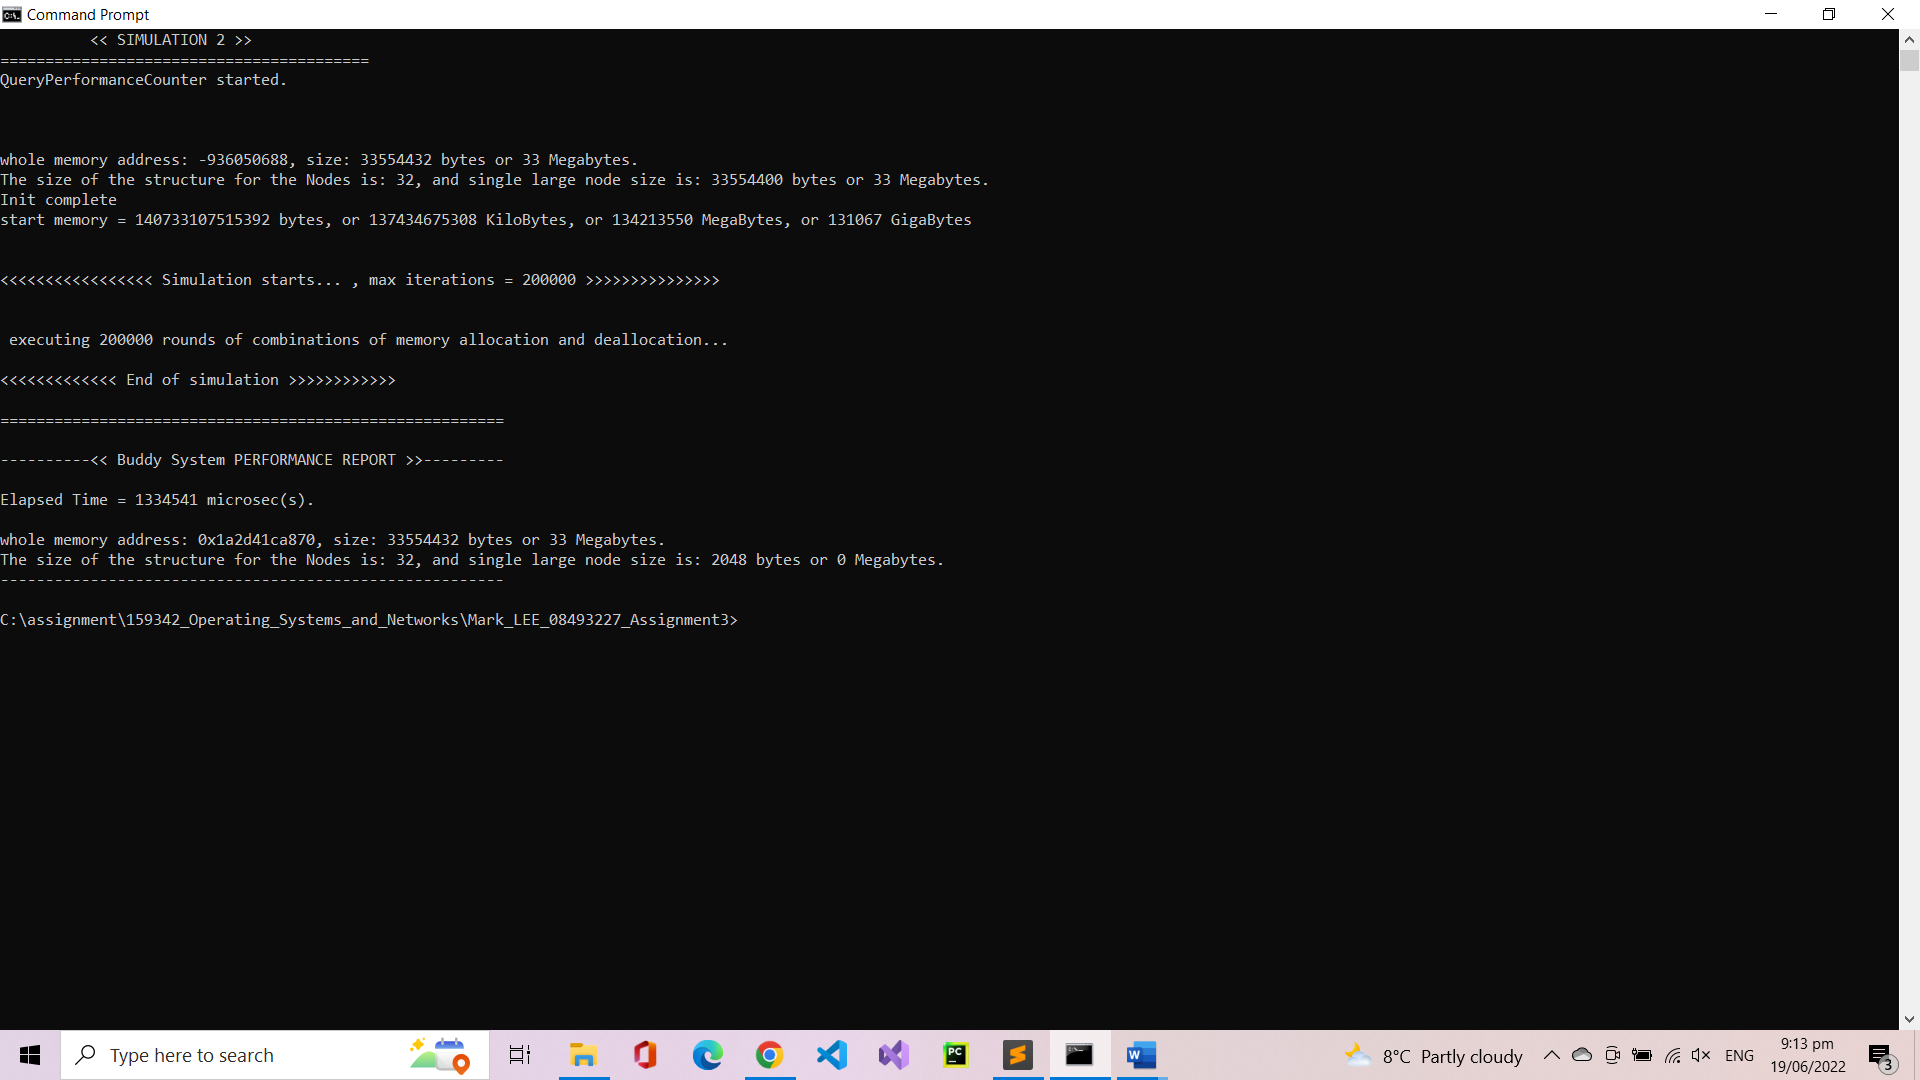 Command Prompt
<< SIMULATION 2 >>
=========================================
QueryPerformanceCounter started.
whole memory address: -936050688, size: 33554432 bytes or 33 Megabytes.
The size of the structure for the Nodes is: 32, and single large node size is: 33554400 bytes or 33 Megabytes.
Init complete
start memory = 140733107515392 bytes, or 137434675308 KiloBytes, or 134213550 MegaBytes, or 131067 GigaBytes
<<<<<<<<<<<<<<<<< Simulation starts... , max iterations = 200000 >>>>>>>>>>>>>>>
executing 200000 rounds of combinations of memory allocation and deallocation...
<<<<<<<<<<<<< End of simulation >>>>>>>>>>>>
========================================================
----------<< Buddy System PERFORMANCE REPORT >>---------
Elapsed Time = 1334541 microsec(s).
whole memory address: 0x1a2d41ca870, size: 33554432 bytes or 33 Megabytes.
The size of the structure for the Nodes is: 32, and single large node size is: 2048 bytes or 0 Megabytes.
--------------------------------------------------------
C:\assignment\159342_Operating_Systems_and_Networks\Mark_LEE_08493227_Assignment3>
Type here to search
8°C Partly cloudy
ENG
9:13 pm
19/06/2022
3